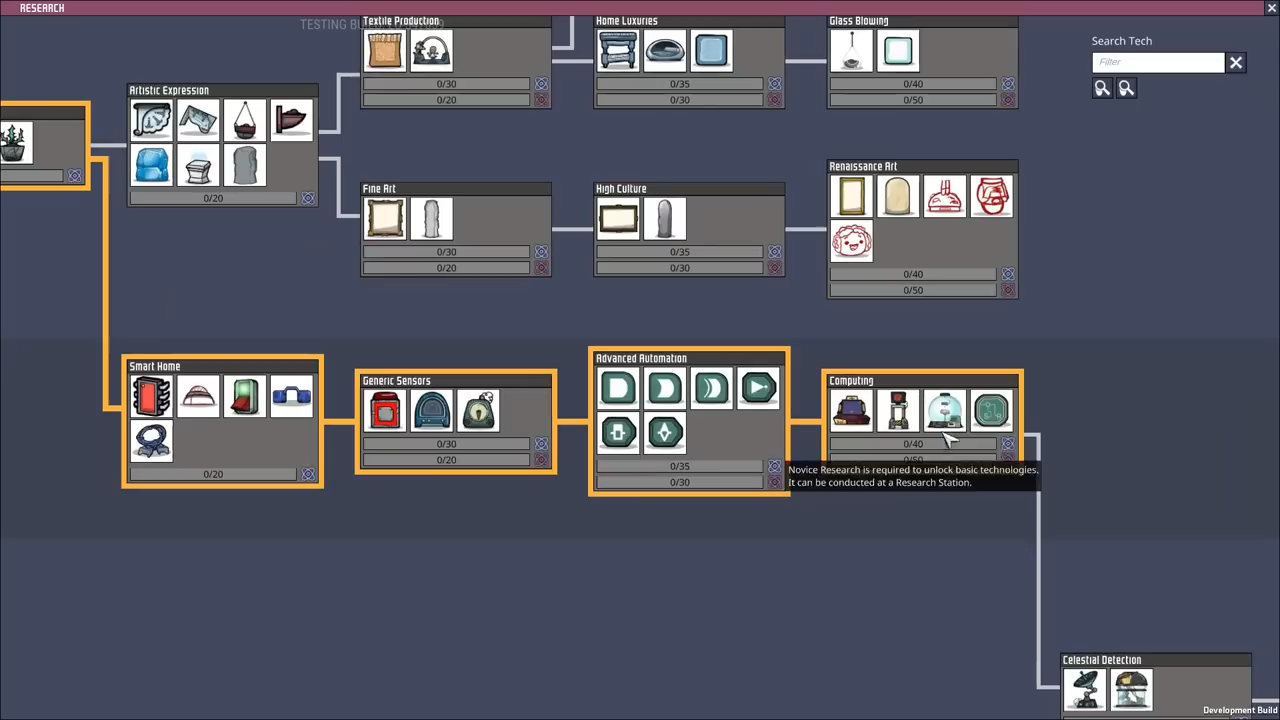 RESEARCH
TESTING BUILD
Textile Production
0/30
0/20
Home Luxuries
0/35
0/30
Glass Blowing
0/40
0/50
Search Tech
Filter
Artistic Expression
0/20
Fine Art
0/30
0/20
High Culture
0/35
0/30
Renaissance Art
0/40
0/50
Smart Home
0/20
Generic Sensors
0/30
0/20
Advanced Automation
0/35
0/30
Computing
0/40
Novice Research is required to unlock basic technologies.
It can be conducted at a Research Station.
Celestial Detection
Development Build